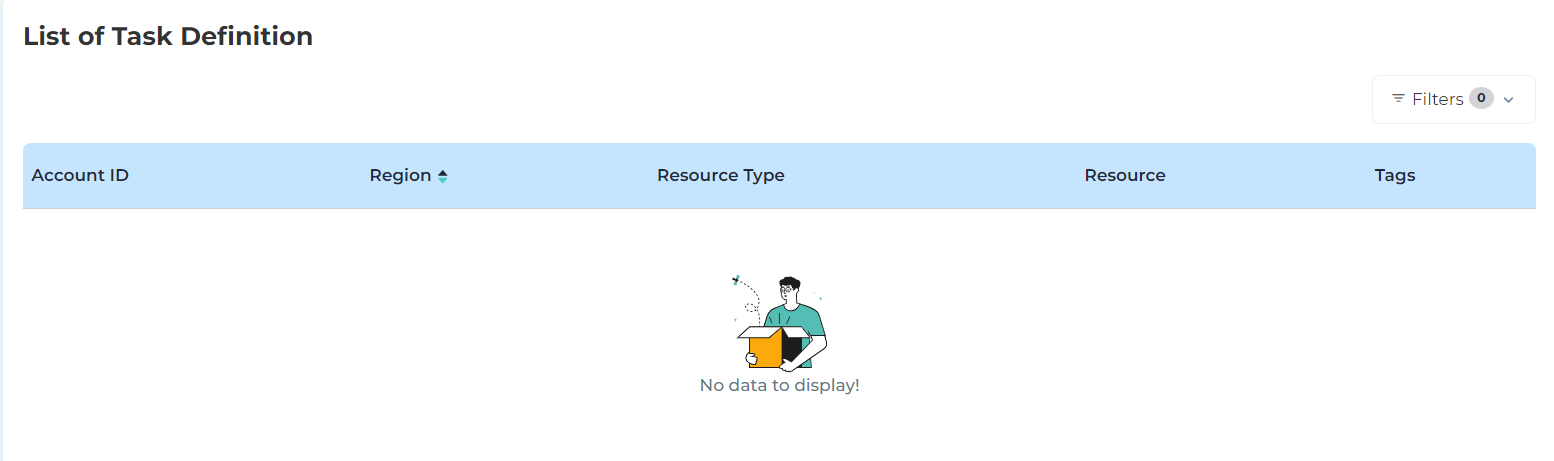 List of Task Definition
Filters 0
Account ID Region Resource Type Resource Tags
No data to display!